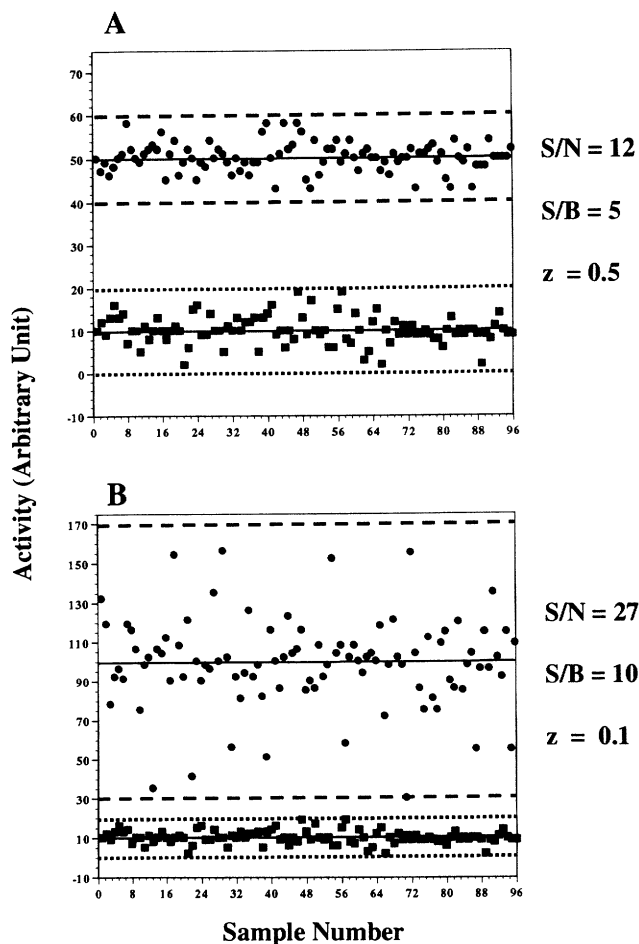 A
70
60
50
40
30
20
10
0
-10
0 8 16 24 32 40 48 56 64 72 80 88 96
S/N = 12
S/B = 5
z = 0.5
Activity (Arbitrary Unit)
B
170
150
130
110
90
70
50
30
10
-10
0 8 16 24 32 40 48 56 64 72 80 88 96
S/N = 27
S/B = 10
z = 0.1
Sample Number